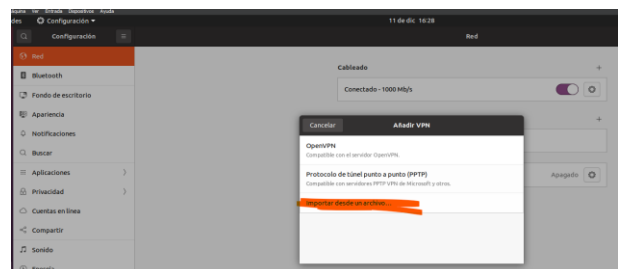 Máquina Ver Entrada Dispositivos Ayuda
des Configuración 11 de dic 16:28
Configuración Red
Red
Bluetooth
Fondo de escritorio
Apariencia
Notificaciones
Buscar
Aplicaciones
Privacidad
Cuentas en línea
Compartir
Sonido
Energía
Cableado +
Conectado - 1000 Mb/s
+
Apagado
Cancelar Añadir VPN
OpenVPN
Compatible con el servidor OpenVPN.
Protocolo de túnel punto a punto (PPTP)
Compatible con servidores PPTP VPN de Microsoft y otros.
Importar desde un archivo...